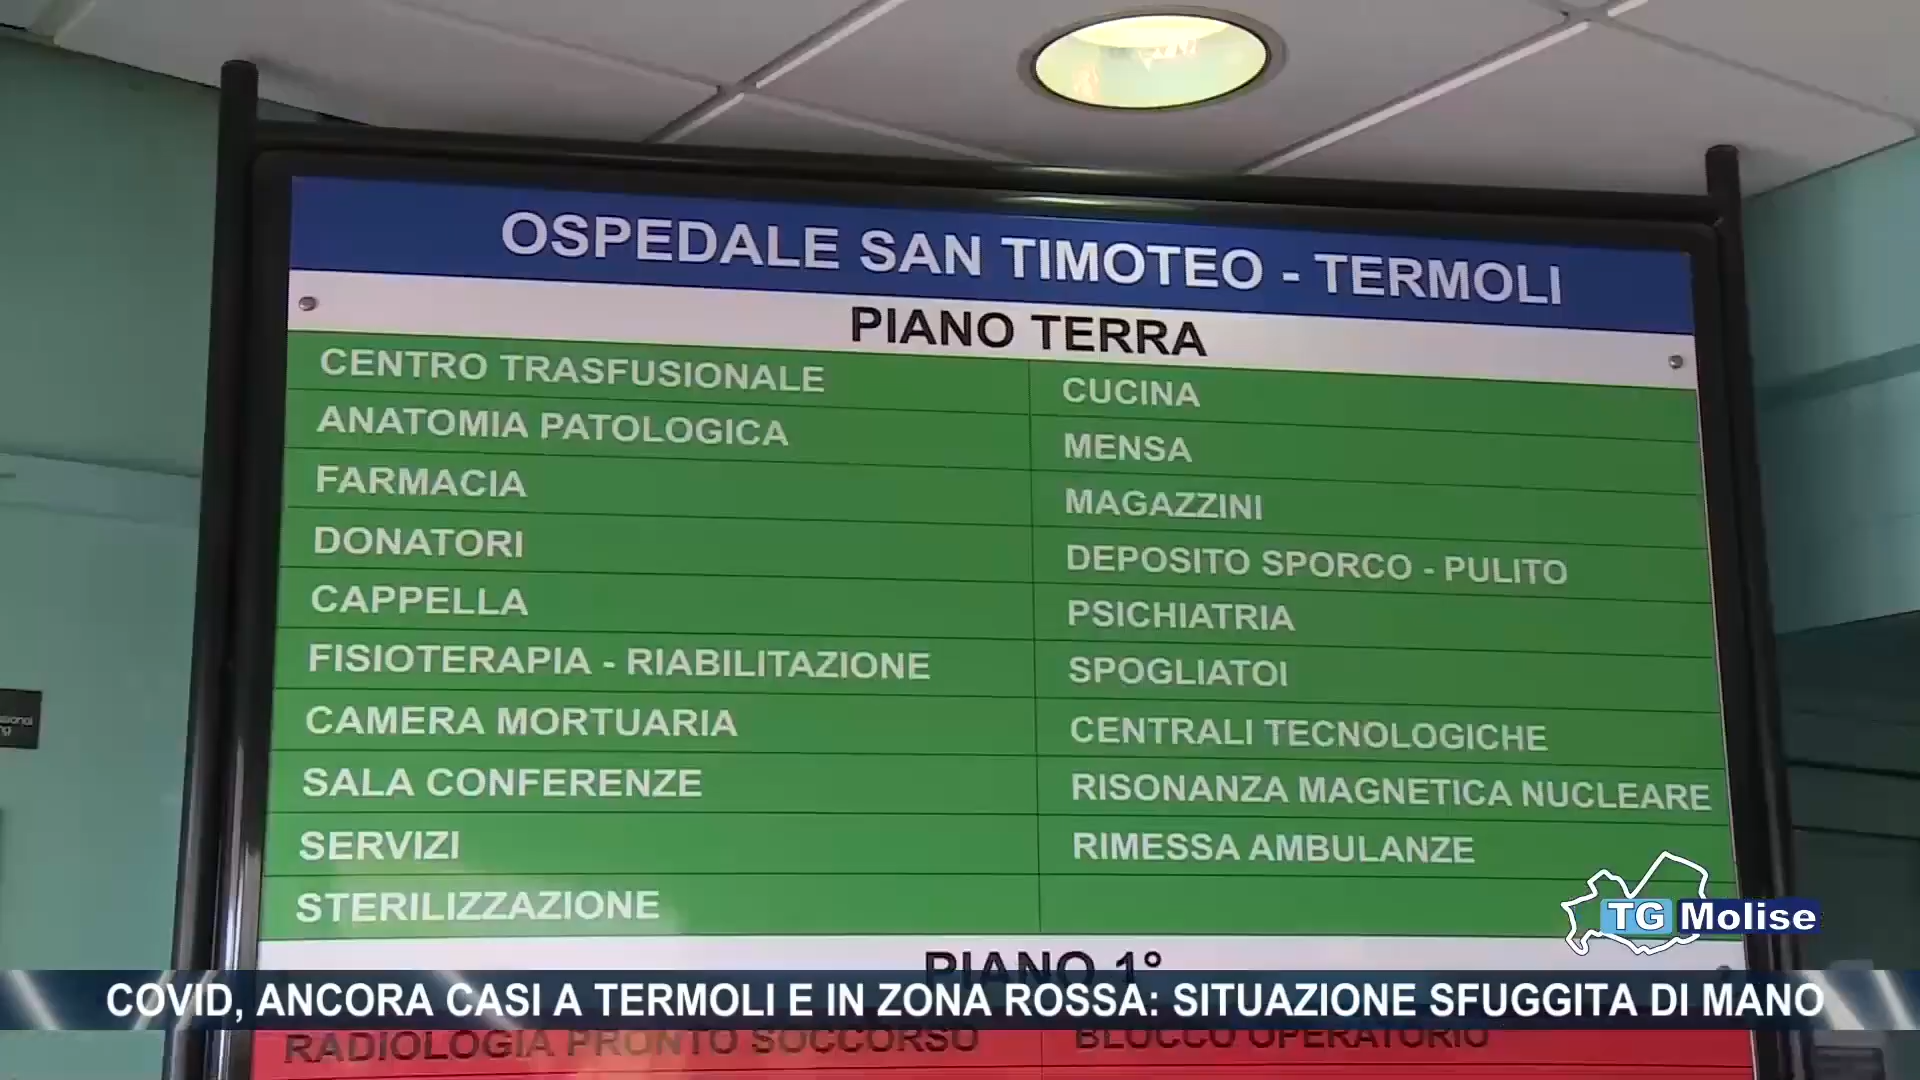 OSPEDALE SAN TIMOTEO - TERMOLI
PIANO TERRA
CENTRO TRASFUSIONALE
ANATOMIA PATOLOGICA
FARMACIA
DONATORI
CAPPELLA
FISIOTERAPIA - RIABILITAZIONE
CAMERA MORTUARIA
SALA CONFERENZE
SERVIZI
STERILIZZAZIONE
CUCINA
MENSA
MAGAZZINI
DEPOSITO SPORCO - PULITO
PSICHIATRIA
SPOGLIATOI
CENTRALI TECNOLOGICHE
RISONANZA MAGNETICA NUCLEARE
RIMESSA AMBULANZE
TG Molise
PIANO 1°
COVID, ANCORA CASI A TERMOLI E IN ZONA ROSSA: SITUAZIONE SFUGGITA DI MANO
RADIOLOGIA PRONTO SOCCORSO
BLOCCO OPERATORIO